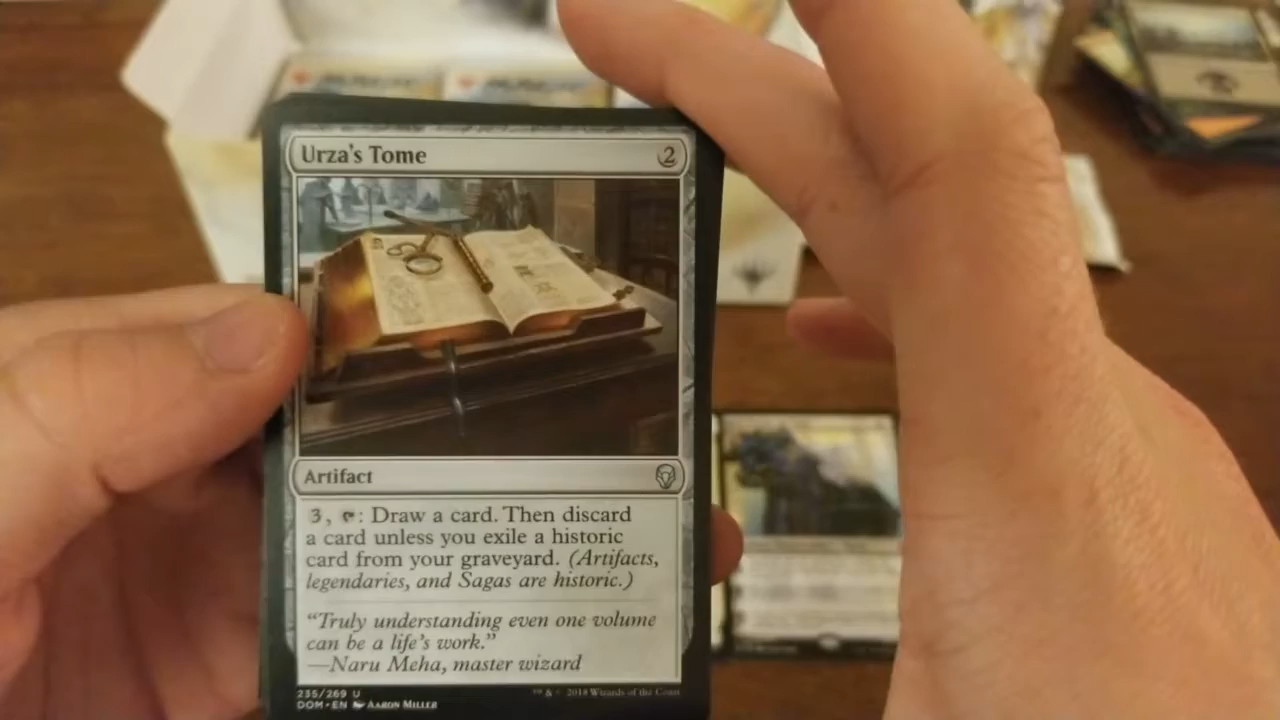 Urza's Tome 2
Artifact
3, T: Draw a card. Then discard
a card unless you exile a historic
card from your graveyard. (Artifacts,
legendaries, and Sagas are historic.)
"Truly understanding even one volume
can be a life's work."
—Naru Meha, master wizard
235/269 U
™ & © 2018 Wizards of the Coast
DOM • EN Aaron Miller